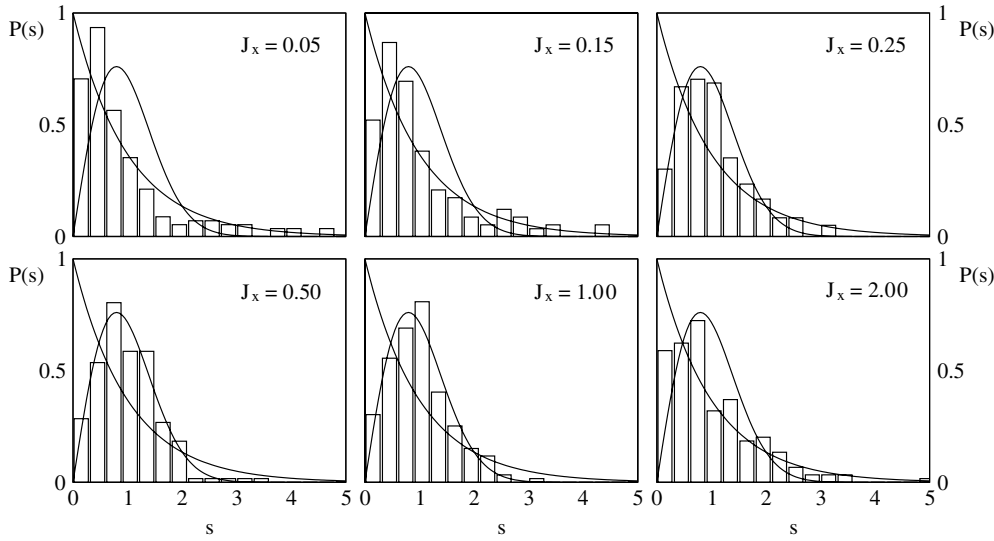 P(s) 1 0.5 0 J x = 0.05
J x = 0.15
J x = 0.25 1 P(s) 0.5 0
P(s) 1 0.5 0 J x = 0.50
J x = 1.00
J x = 2.00 1 P(s) 0.5 0
0 1 2 3 4 5
0 1 2 3 4 5
0 1 2 3 4 5
s
s
s